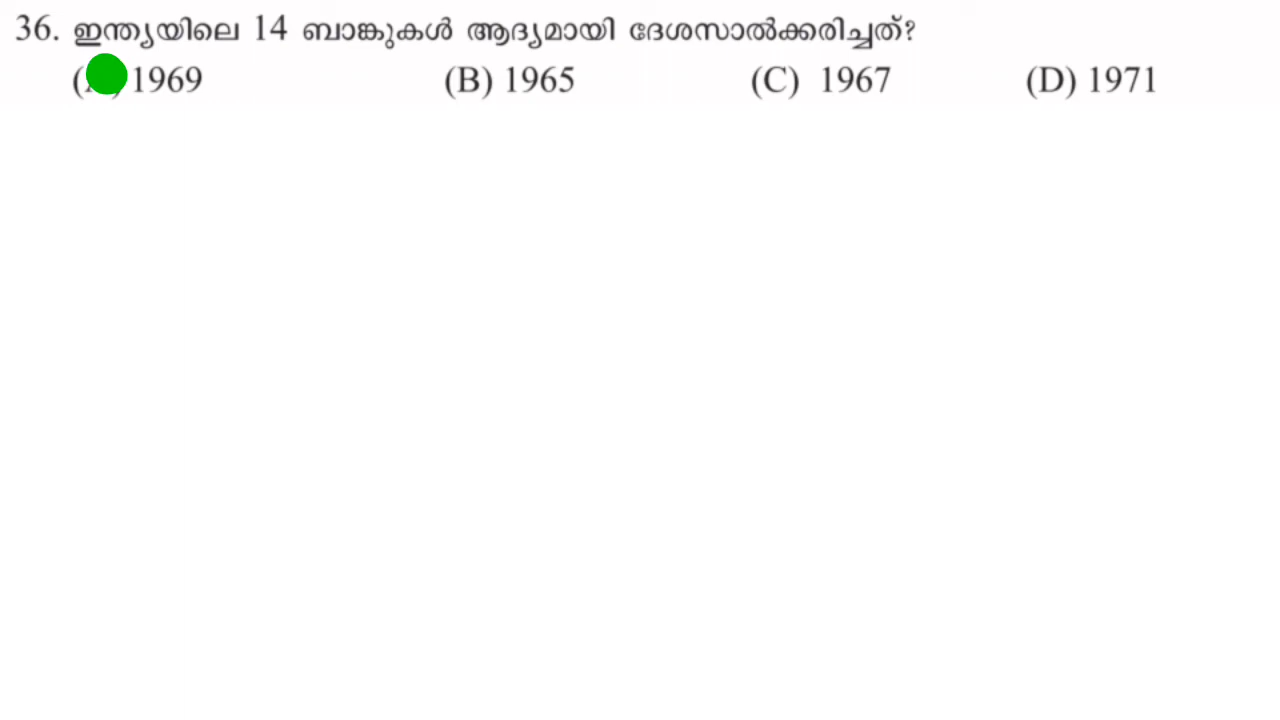 36. ഇന്ത്യയിലെ 14 ബാങ്കുകൾ ആദ്യമായി ദേശസാൽക്കരിച്ചത്?
1969 (B) 1965 (C) 1967 (D) 1971